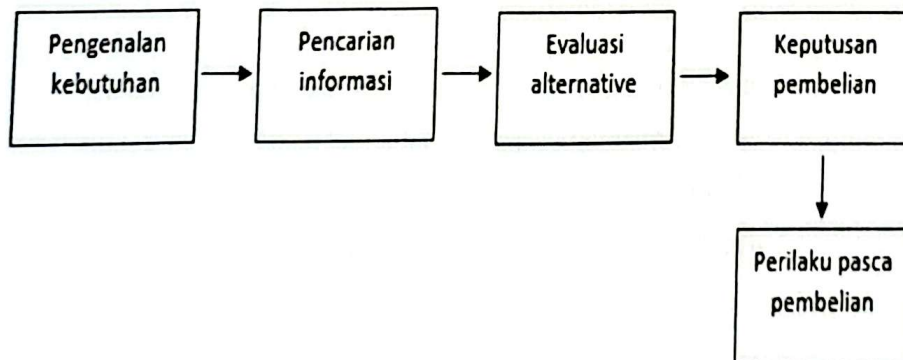 Pengenalan
kebutuhan
Pencarian
informasi
Evaluasi
alternative
Keputusan
pembelian
Perilaku pasca
pembelian